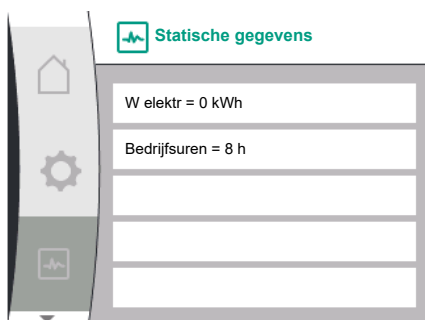 Statische gegevens
W elektr = 0 kWh
Bedrijfsuren = 8 h